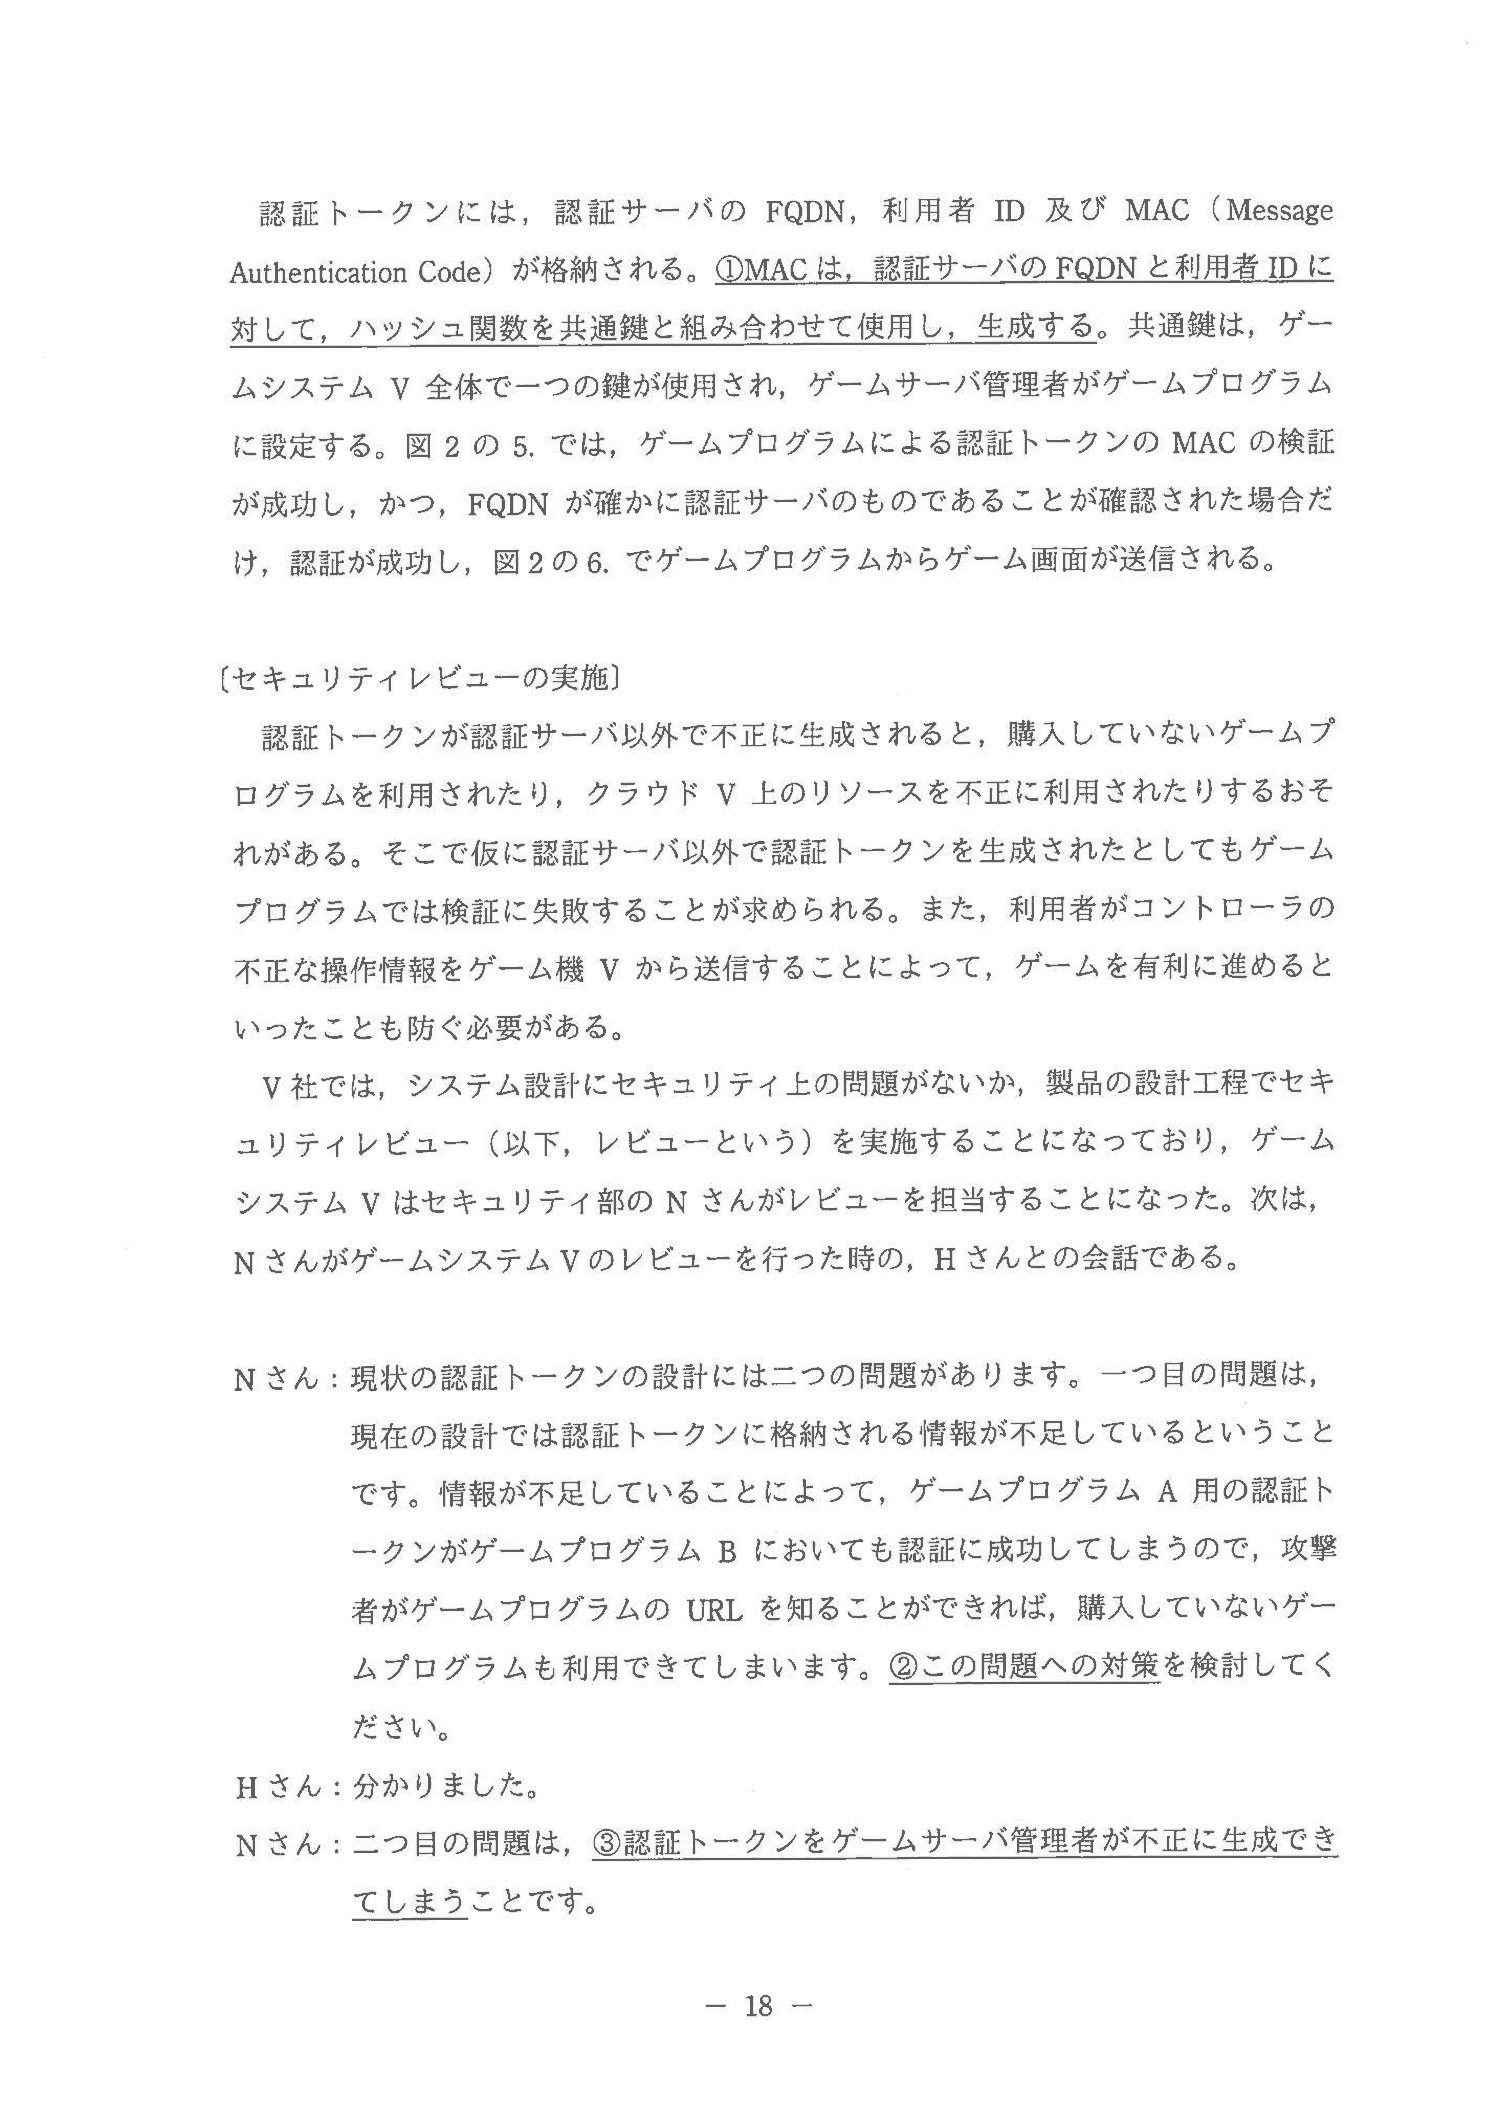 認証トークンには，認証サーバの FQDN，利用者 ID 及び MAC（Message
Authentication Code）が格納される。①MAC は，認証サーバの FQDN と利用者 ID に
対して，ハッシュ関数を共通鍵と組み合わせて使用し，生成する。共通鍵は，ゲー
ムシステム V 全体で一つの鍵が使用され，ゲームサーバ管理者がゲームプログラム
に設定する。図 2 の 5. では，ゲームプログラムによる認証トークンの MAC の検証
が成功し，かつ，FQDN が確かに認証サーバのものであることが確認された場合だ
け，認証が成功し，図 2 の 6. でゲームプログラムからゲーム画面が送信される。
〔セキュリティレビューの実施〕
認証トークンが認証サーバ以外で不正に生成されると，購入していないゲームプ
ログラムを利用されたり，クラウド V 上のリソースを不正に利用されたりするおそ
れがある。そこで仮に認証サーバ以外で認証トークンを生成されたとしてもゲーム
プログラムでは検証に失敗することが求められる。また，利用者がコントローラの
不正な操作情報をゲーム機 V から送信することによって，ゲームを有利に進めると
いったことも防ぐ必要がある。
V 社では，システム設計にセキュリティ上の問題がないか，製品の設計工程でセキ
ュリティレビュー（以下，レビューという）を実施することになっており，ゲーム
システム V はセキュリティ部の N さんがレビューを担当することになった。次は，
N さんがゲームシステム V のレビューを行った時の，H さんとの会話である。
N さん：現状の認証トークンの設計には二つの問題があります。一つ目の問題は，
現在の設計では認証トークンに格納される情報が不足しているということ
です。情報が不足していることによって，ゲームプログラム A 用の認証ト
ークンがゲームプログラム B においても認証に成功してしまうので，攻撃
者がゲームプログラムの URL を知ることができれば，購入していないゲー
ムプログラムも利用できてしまいます。②この問題への対策を検討してく
ださい。
H さん：分かりました。
N さん：二つ目の問題は，③認証トークンをゲームサーバ管理者が不正に生成でき
てしまうことです。
－ 18 －